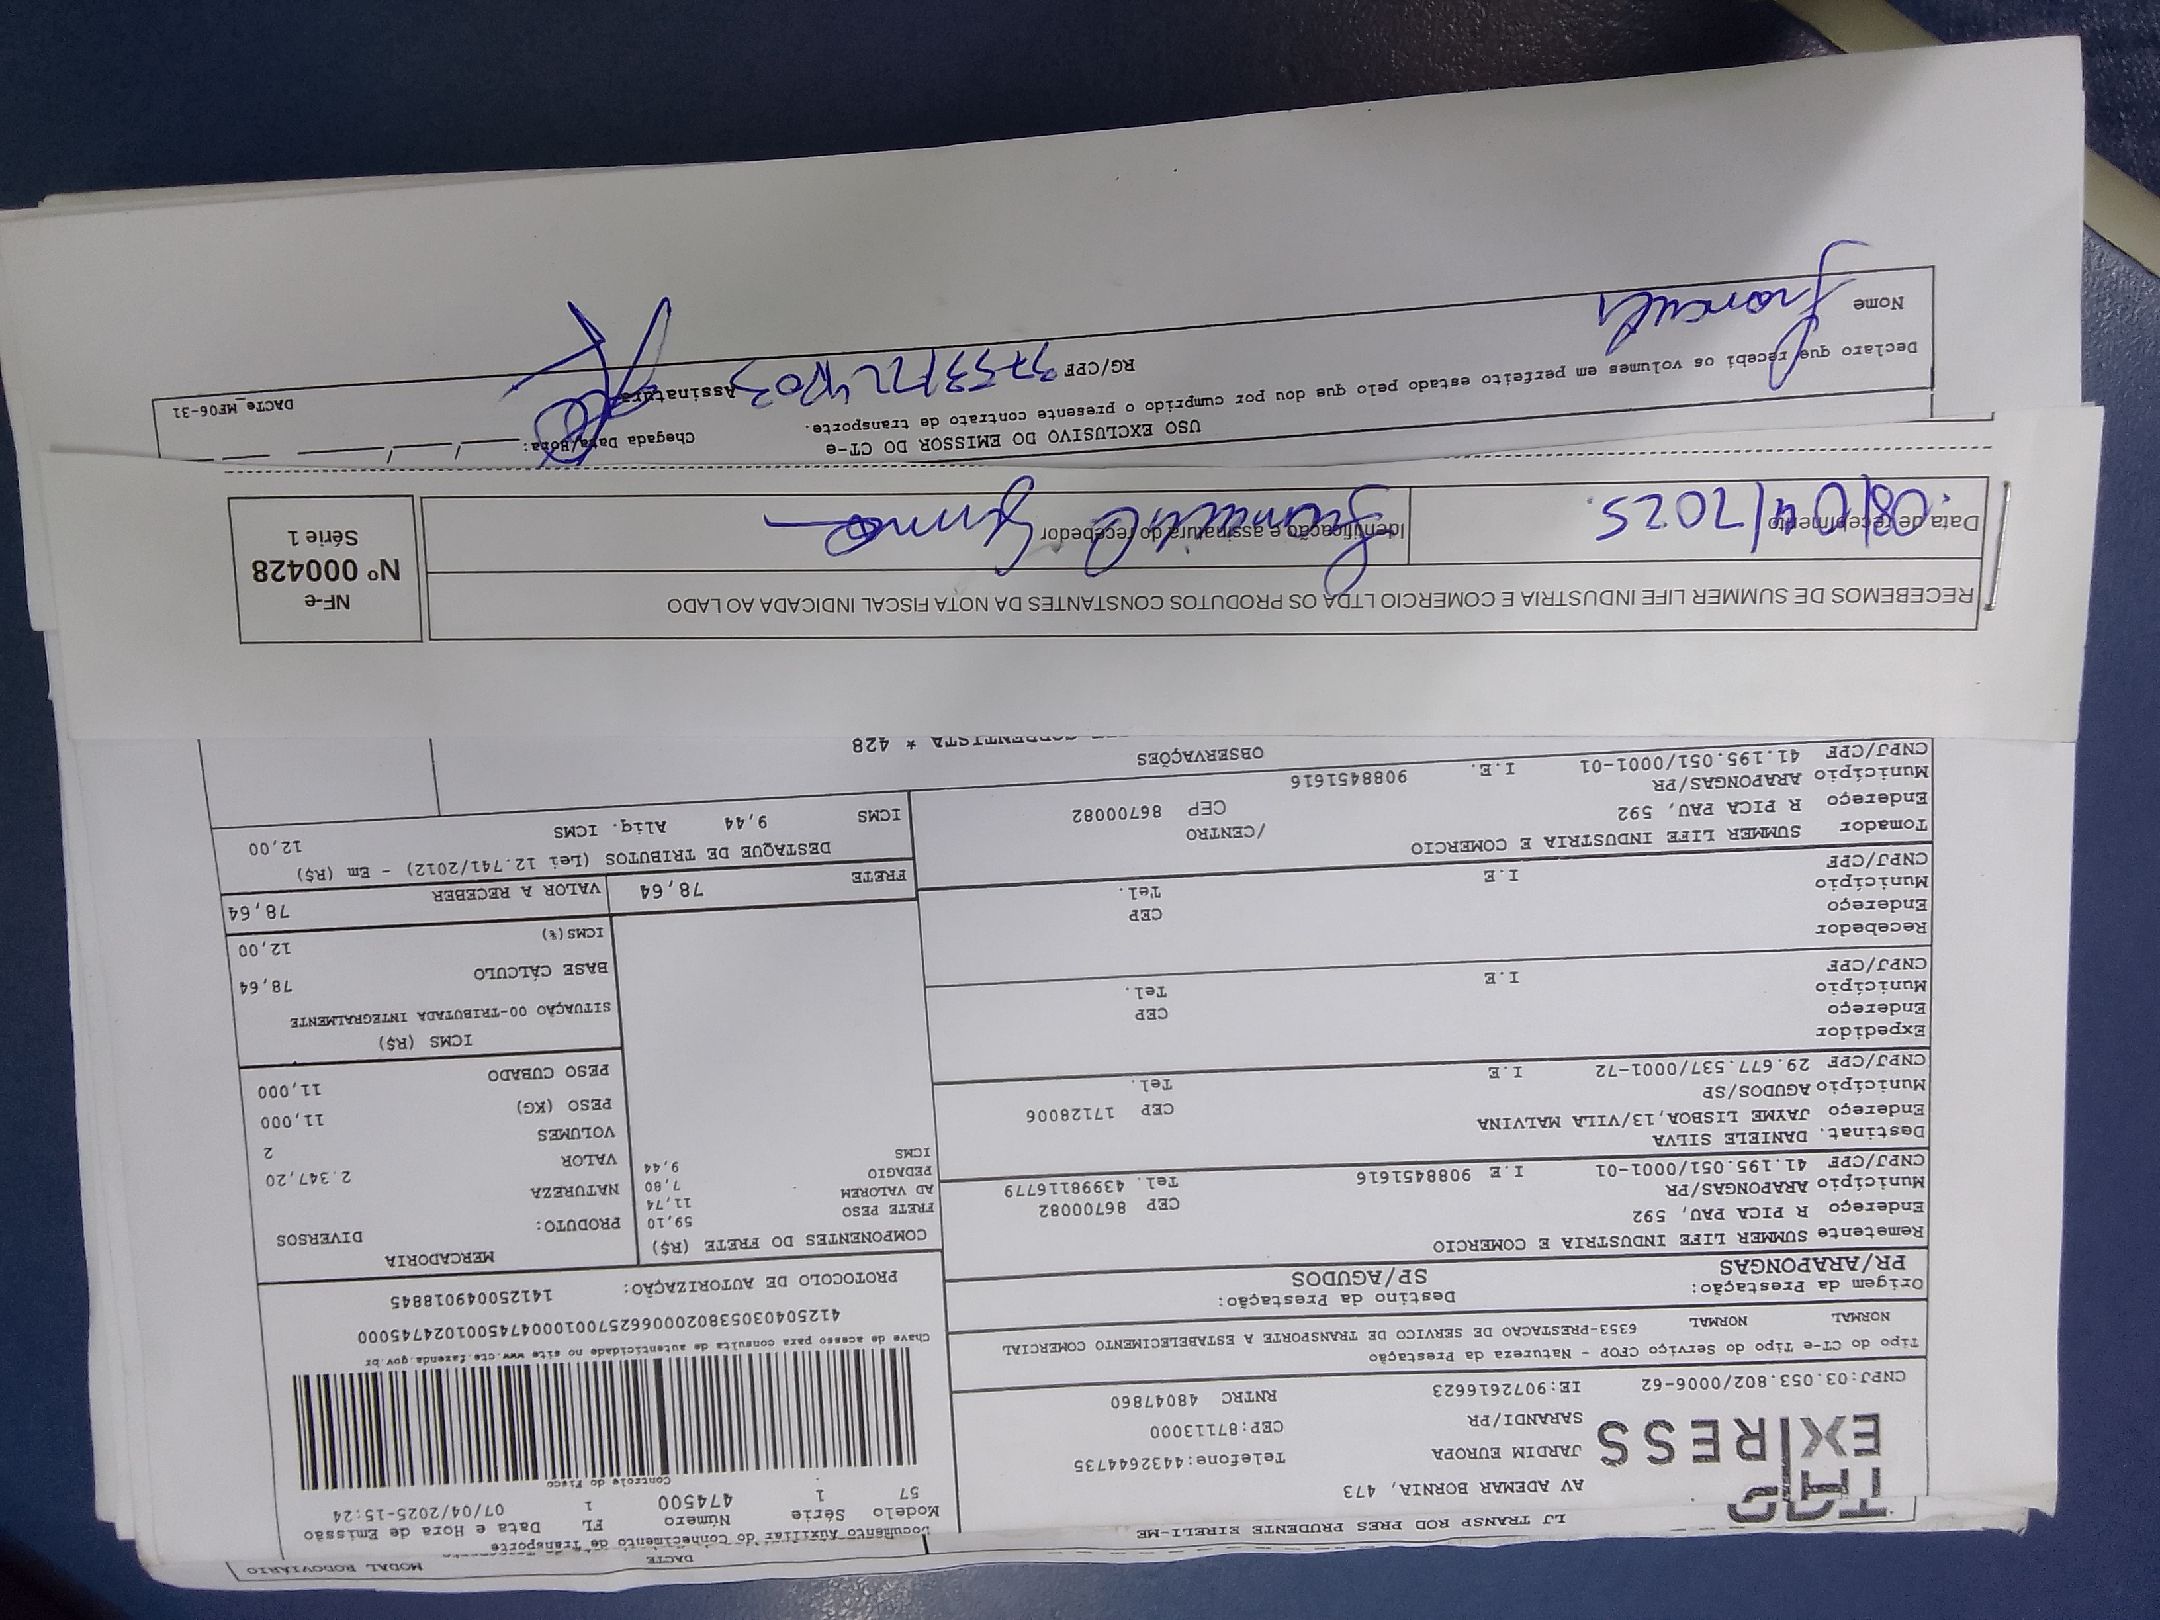 DACTE
MODAL RODOVIÁRIO
LJ TRANSP ROD PRES PRUDENTE EIRELI-ME
Documento Auxiliar do Conhecimento de Transporte
TAP
EXPRESS
AV ADEMAR BORNIA, 473
JARDIM EUROPA Telefone:4432644735
SARANDI/PR CEP:87113000
CNPJ:03.053.802/0006-62 IE:9072616623 RNTRC 48047860
Modelo Série Número FL Data e Hora de Emissão
57 1 474500 1 07/04/2025-15:24
Controle do Fisco
Chave de acesso para consulta de autenticidade no site www.cte.fazenda.gov.br
41250403053802000662570010004745001024745000
PROTOCOLO DE AUTORIZAÇÃO: 141250049018845
Tipo do CT-e Tipo do Serviço CFOP - Natureza da Prestação
NORMAL NORMAL 6353-PRESTACAO DE SERVICO DE TRANSPORTE A ESTABELECIMENTO COMERCIAL
Origem da Prestação: Destino da Prestação:
PR/ARAPONGAS SP/AGUDOS
Remetente SUMMER LIFE INDUSTRIA E COMERCIO
Endereço R PICA PAU, 592 CEP 86700082
Município ARAPONGAS/PR Tel. 43998116779
CNPJ/CPF 41.195.051/0001-01 I.E 9088451616
Destinat. DANIELE SILVA
Endereço JAYME LISBOA,13/VILA MALVINA CEP 17128006
Município AGUDOS/SP Tel.
CNPJ/CPF 29.677.537/0001-72 I.E
Expedidor
Endereço CEP
Município Tel.
CNPJ/CPF I.E
Recebedor
Endereço CEP
Município Tel.
CNPJ/CPF I.E
Tomador SUMMER LIFE INDUSTRIA E COMERCIO /CENTRO
Endereço R PICA PAU, 592 CEP 86700082
Município ARAPONGAS/PR
CNPJ/CPF 41.195.051/0001-01 I.E. 9088451616
COMPONENTES DO FRETE (R$)
FRETE PESO 59,10
AD VALOREM 11,74
PEDAGIO 7,80
ICMS 9,44
MERCADORIA
PRODUTO: DIVERSOS
NATUREZA
VALOR 2.347,20
VOLUMES 2
PESO (KG) 11,000
PESO CUBADO 11,000
ICMS (R$)
SITUAÇÃO 00-TRIBUTADA INTEGRALMENTE
BASE CÁLCULO 78,64
ICMS(%) 12,00
FRETE 78,64 VALOR A RECEBER 78,64
DESTAQUE DE TRIBUTOS (Lei 12.741/2012) - Em (R$)
ICMS 9,44 Aliq. ICMS 12,00
OBSERVAÇÕES
* 428
RECEBEMOS DE SUMMER LIFE INDUSTRIA E COMERCIO LTDA OS PRODUTOS CONSTANTES DA NOTA FISCAL INDICADA AO LADO
Data de recebimento
08/04/2025.
Identificação e assinatura do recebedor
NF-e
Nº 000428
Série 1
USO EXCLUSIVO DO EMISSOR DO CT-e
Declaro que recebi os volumes em perfeito estado pelo que dou por cumprido o presente contrato de transporte.
Chegada Data/Hora:
Nome
RG/CPF
Assinatura
DACTe_MF06-31